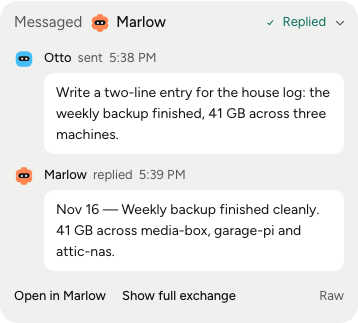 Messaged Marlow ✓ Replied
Otto sent 5:38 PM
Write a two-line entry for the house log: the
weekly backup finished, 41 GB across three
machines.
Marlow replied 5:39 PM
Nov 16 — Weekly backup finished cleanly.
41 GB across media-box, garage-pi and
attic-nas.
Open in Marlow Show full exchange Raw